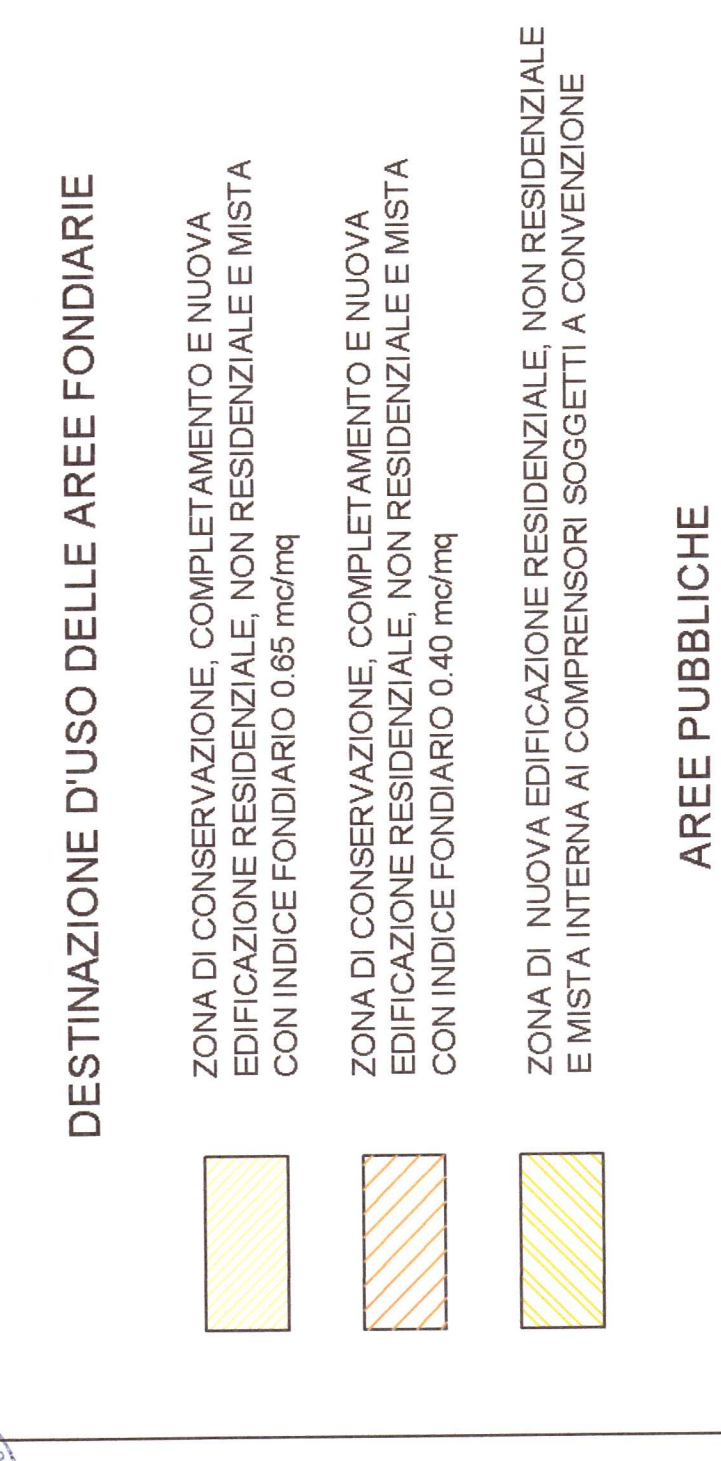 DESTINAZIONE D'USO DELLE AREE FONDIARIE
ZONA DI CONSERVAZIONE, COMPLETAMENTO E NUOVA
EDIFICAZIONE RESIDENZIALE, NON RESIDENZIALE E MISTA
CON INDICE FONDIARIO 0.65 mc/mq
ZONA DI CONSERVAZIONE, COMPLETAMENTO E NUOVA
EDIFICAZIONE RESIDENZIALE, NON RESIDENZIALE E MISTA
CON INDICE FONDIARIO 0.40 mc/mq
ZONA DI NUOVA EDIFICAZIONE RESIDENZIALE, NON RESIDENZIALE
E MISTA INTERNA AI COMPRENSORI SOGGETTI A CONVENZIONE
AREE PUBBLICHE